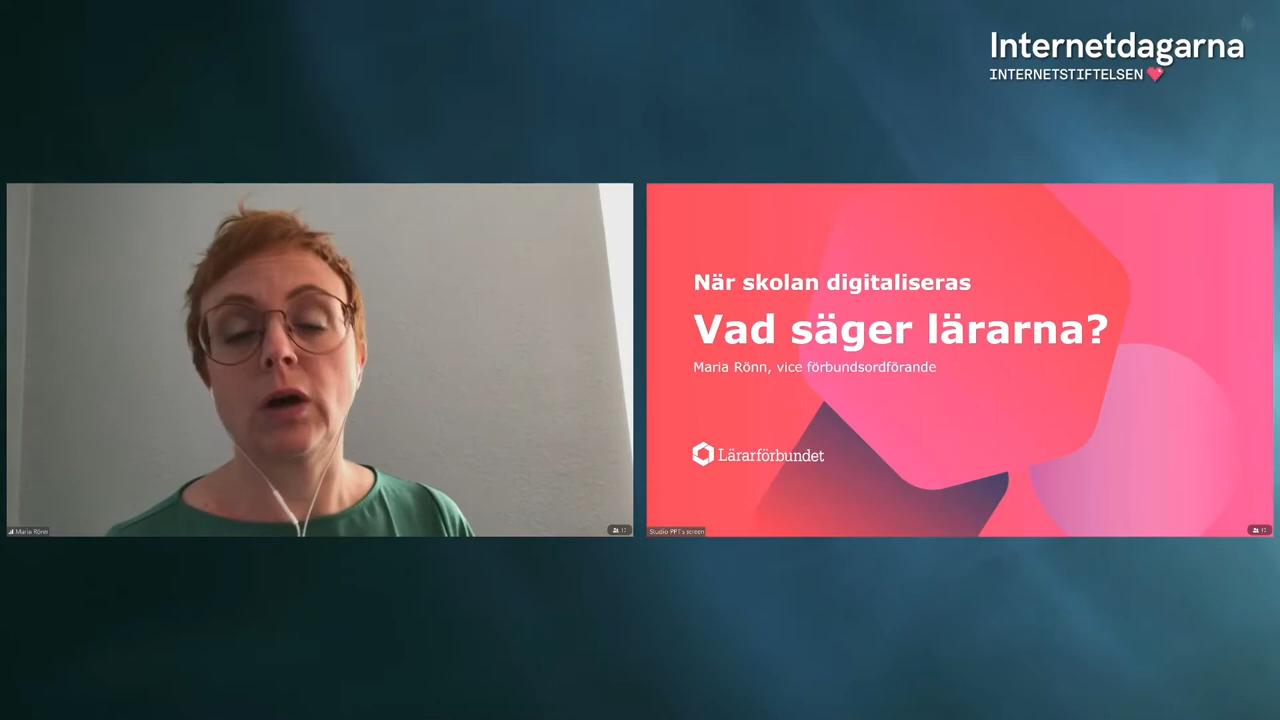 Internetdagarna
INTERNETSTIFTELSEN
När skolan digitaliseras
Vad säger lärarna?
Maria Rönn, vice förbundsordförande
Lärarförbundet
Maria Rönn
Studio PPT's screen